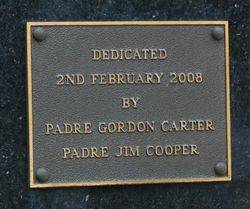 DEDICATED
2ND FEBRUARY 2008
BY
PADRE GORDON CARTER
PADRE JIM COOPER